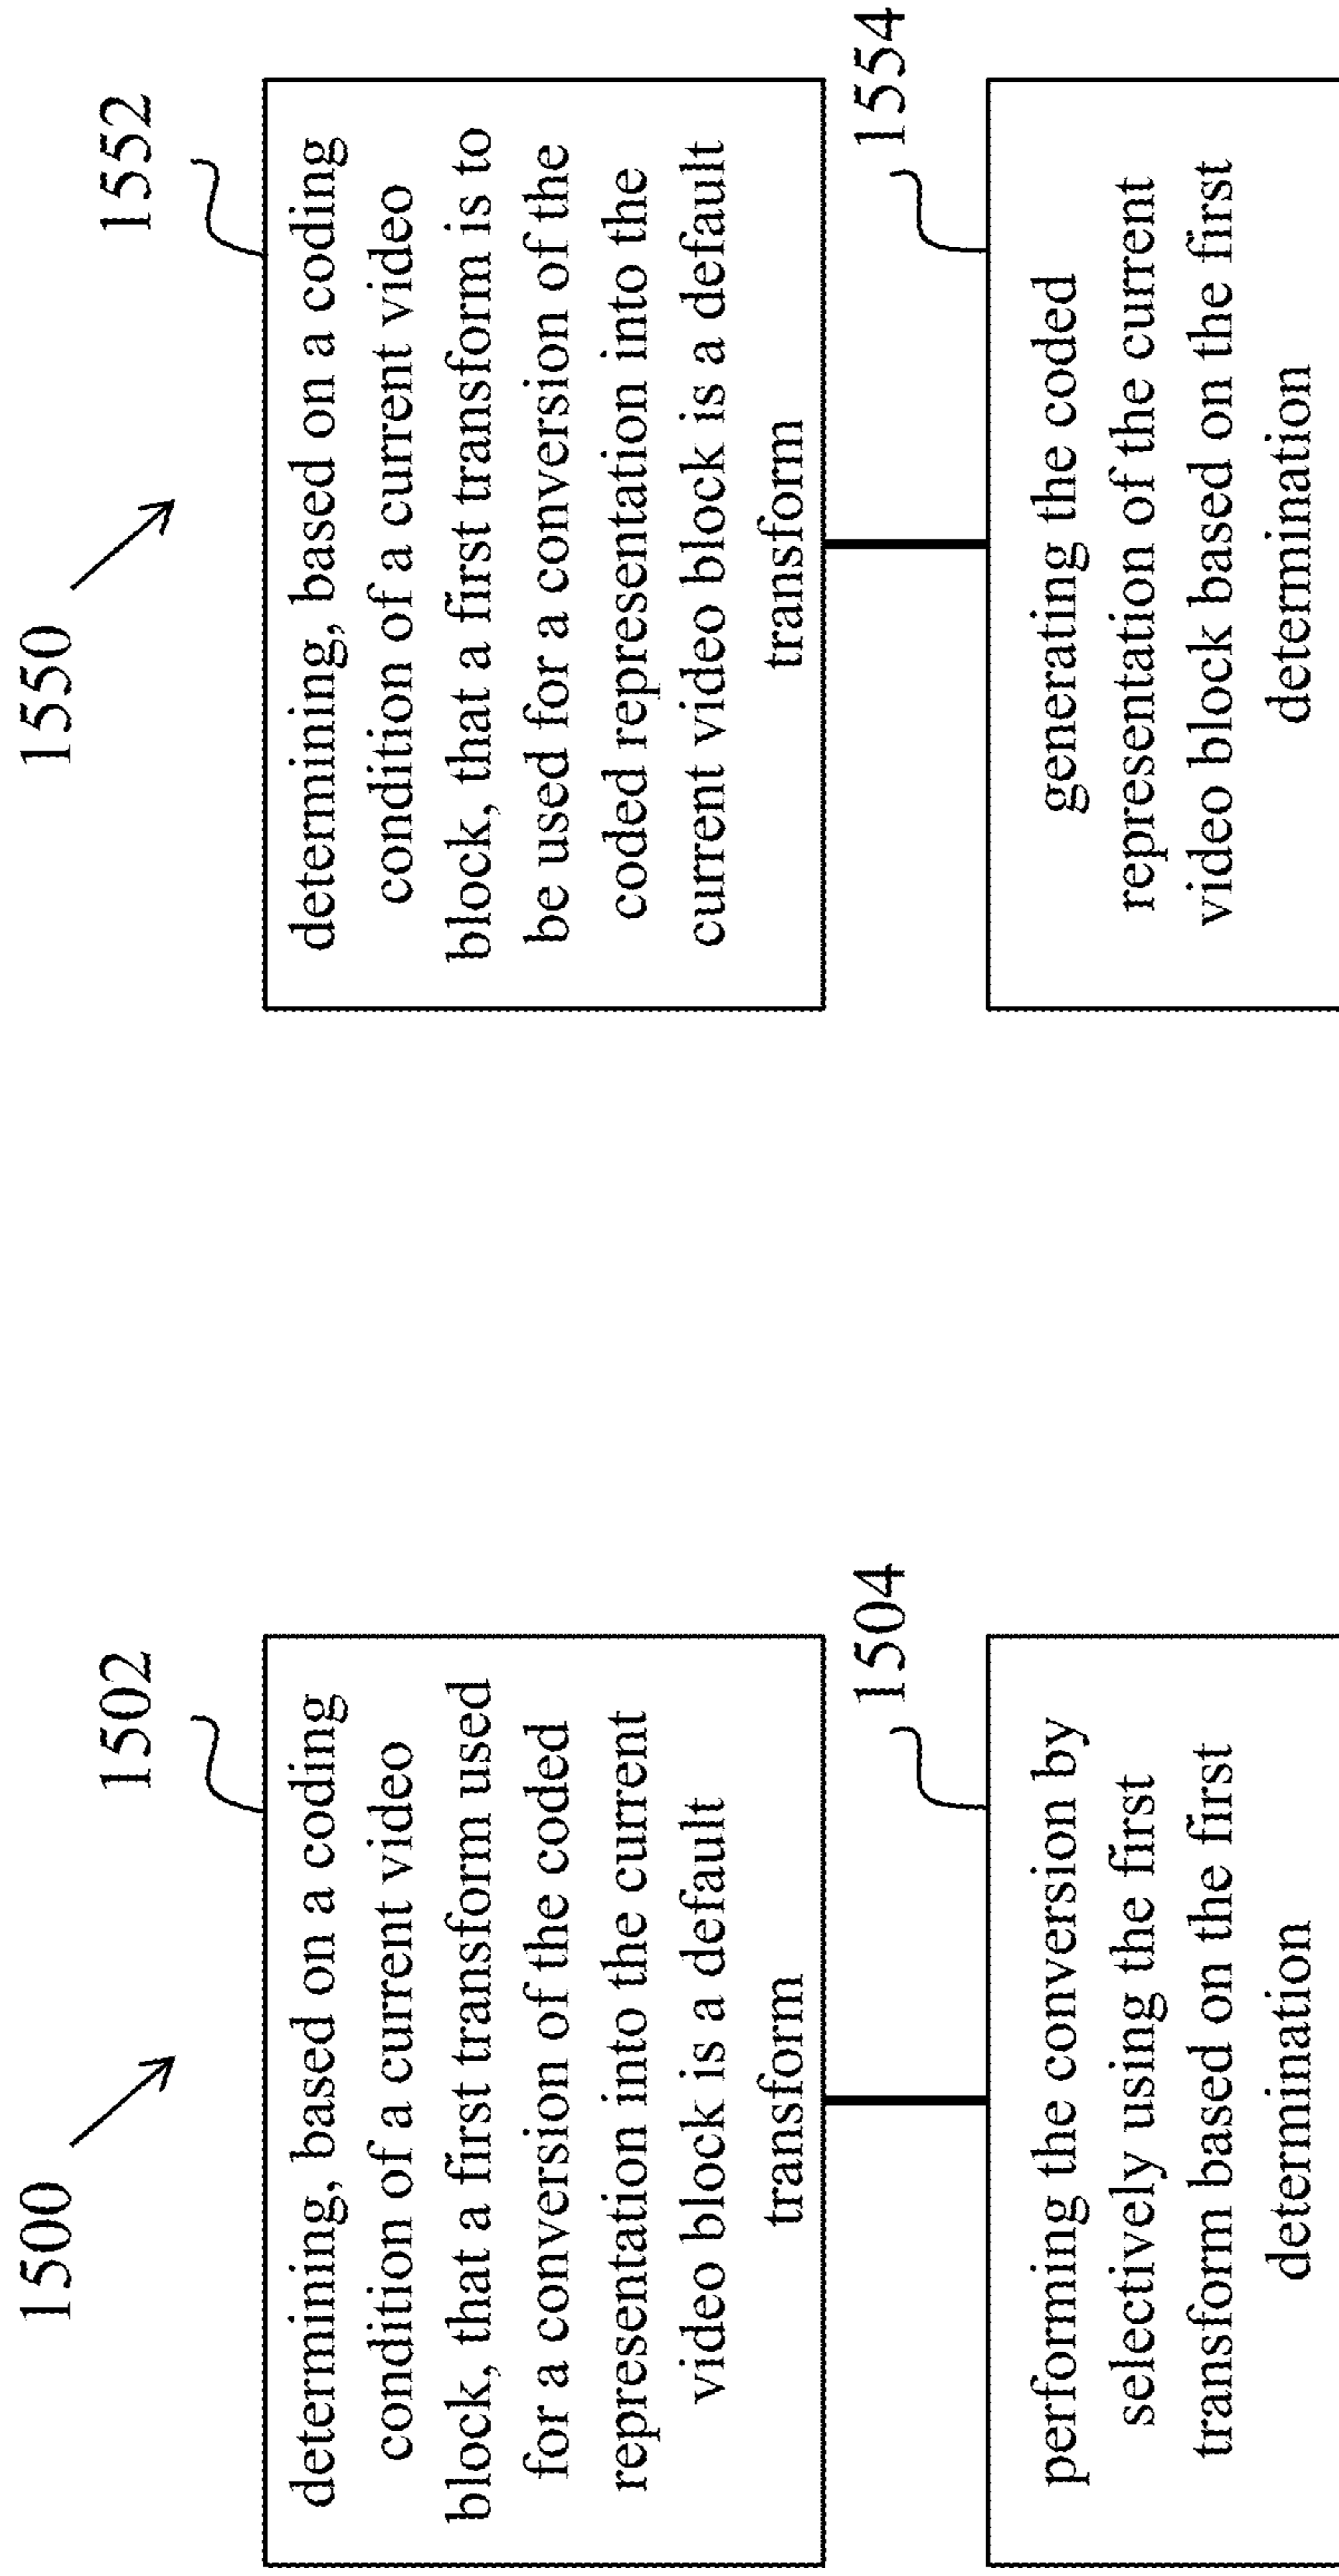 1500
1502
determining, based on a coding
condition of a current video
block, that a first transform used
for a conversion of the coded
representation into the current
video block is a default
transform
1504
performing the conversion by
selectively using the first
transform based on the first
determination
1550
1552
determining, based on a coding
condition of a current video
block, that a first transform is to
be used for a conversion of the
coded representation into the
current video block is a default
transform
1554
generating the coded
representation of the current
video block based on the first
determination